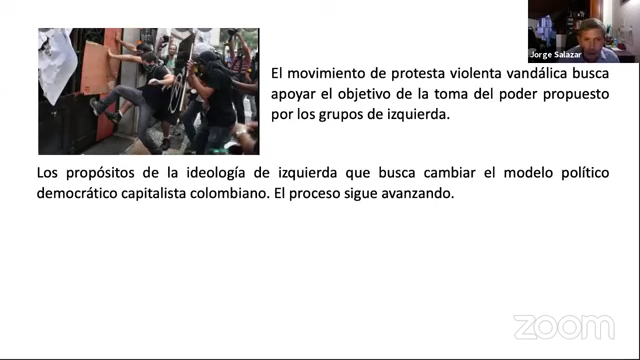 Jorge Salazar
El movimiento de protesta violenta vandálica busca
apoyar el objetivo de la toma del poder propuesto
por los grupos de izquierda.
Los propósitos de la ideología de izquierda que busca cambiar el modelo político
democrático capitalista colombiano. El proceso sigue avanzando.
zoom